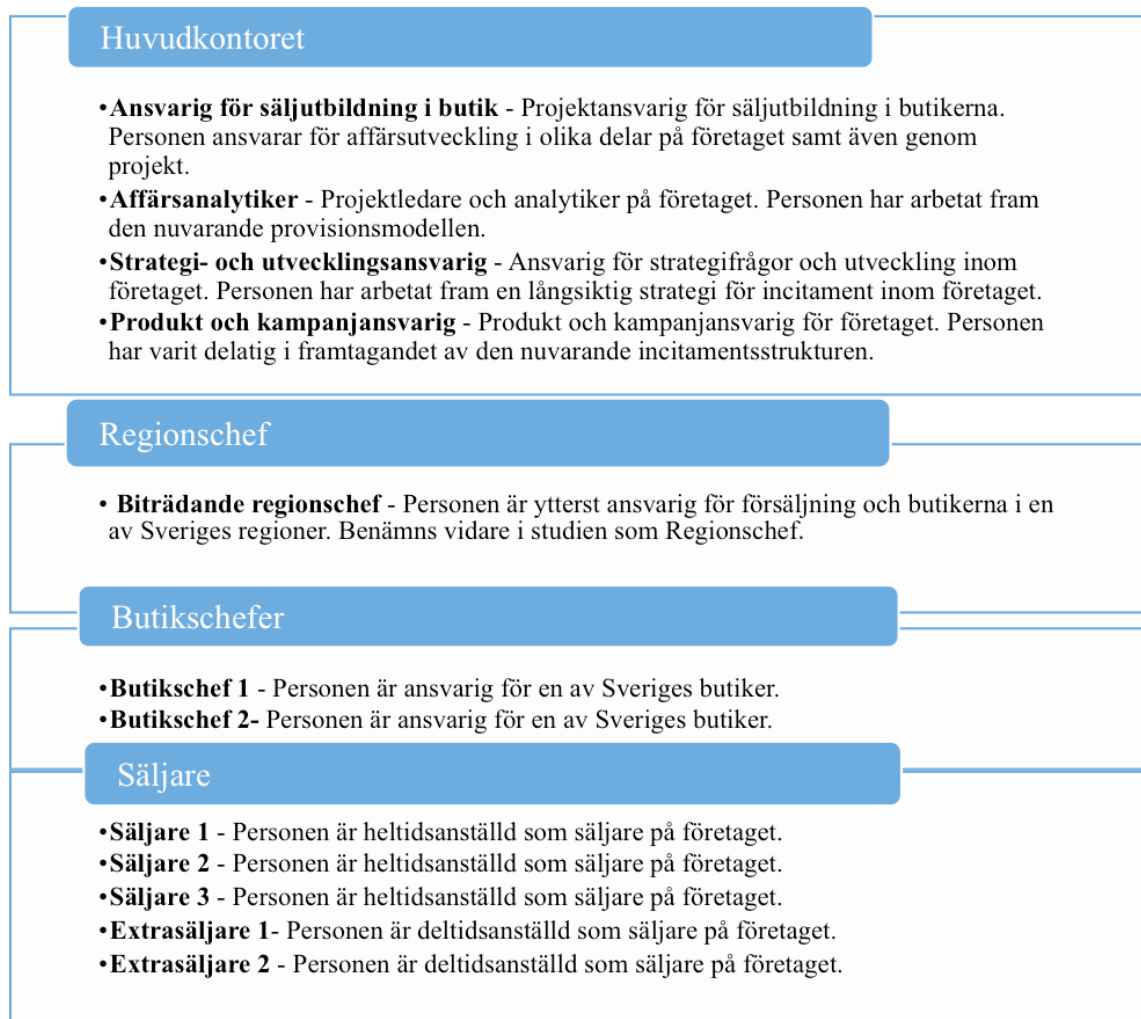 Huvudkontoret
•Ansvarig för säljutbildning i butik - Projektansvarig för säljutbildning i butikerna.
Personen ansvarar för affärsutveckling i olika delar på företaget samt även genom
projekt.
•Affärsanalytiker - Projektledare och analytiker på företaget. Personen har arbetat fram
den nuvarande provisionsmodellen.
•Strategi- och utvecklingsansvarig - Ansvarig för strategifrågor och utveckling inom
företaget. Personen har arbetat fram en långsiktig strategi för incitament inom företaget.
•Produkt och kampanjansvarig - Produkt och kampanjansvarig för företaget. Personen
har varit delatig i framtagandet av den nuvarande incitamentsstrukturen.
Regionschef
• Biträdande regionschef - Personen är ytterst ansvarig för försäljning och butikerna i en
av Sveriges regioner. Benämns vidare i studien som Regionschef.
Butikschefer
•Butikschef 1 - Personen är ansvarig för en av Sveriges butiker.
•Butikschef 2- Personen är ansvarig för en av Sveriges butiker.
Säljare
•Säljare 1 - Personen är heltidsanställd som säljare på företaget.
•Säljare 2 - Personen är heltidsanställd som säljare på företaget.
•Säljare 3 - Personen är heltidsanställd som säljare på företaget.
•Extrasäljare 1- Personen är deltidsanställd som säljare på företaget.
•Extrasäljare 2 - Personen är deltidsanställd som säljare på företaget.